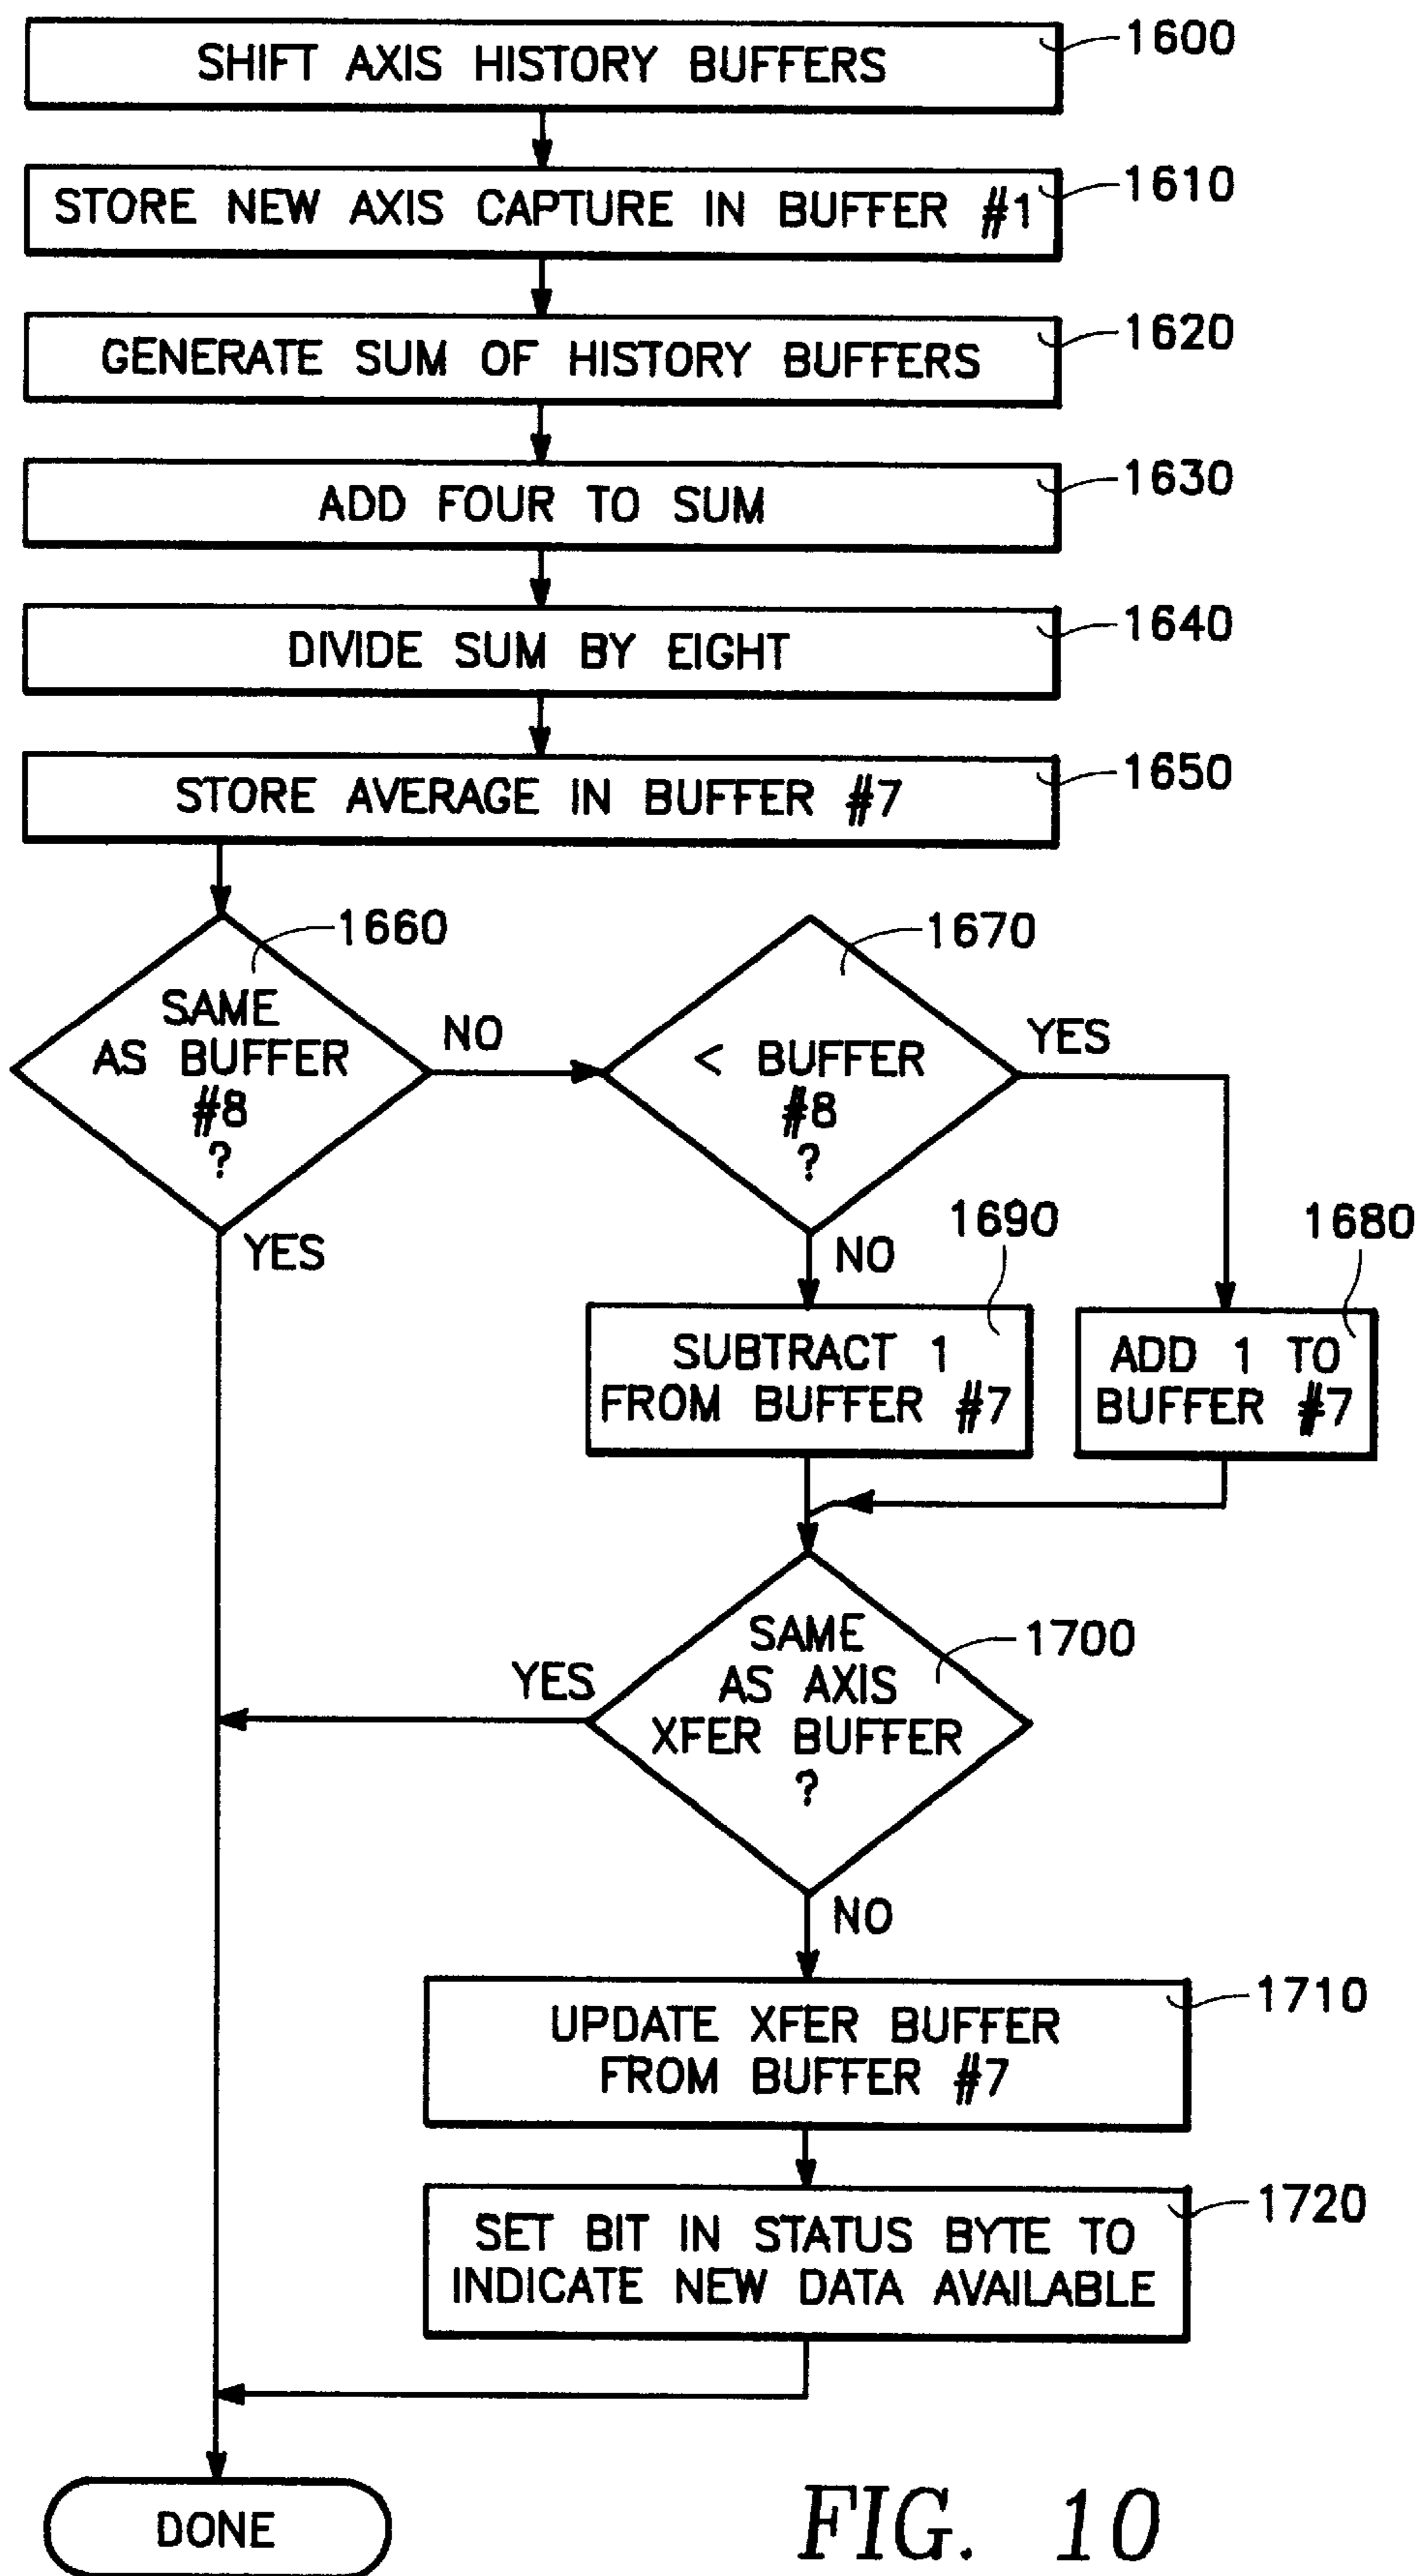 SHIFT AXIS HISTORY BUFFERS
1600
STORE NEW AXIS CAPTURE IN BUFFER #1
1610
GENERATE SUM OF HISTORY BUFFERS
1620
ADD FOUR TO SUM
1630
DIVIDE SUM BY EIGHT
1640
STORE AVERAGE IN BUFFER #7
1650
1660
SAME
AS BUFFER
#8
?
NO
YES
1670
< BUFFER
#8
?
YES
NO
1690
SUBTRACT 1
FROM BUFFER #7
1680
ADD 1 TO
BUFFER #7
SAME
AS AXIS
XFER BUFFER
?
1700
YES
NO
UPDATE XFER BUFFER
FROM BUFFER #7
1710
SET BIT IN STATUS BYTE TO
INDICATE NEW DATA AVAILABLE
1720
DONE
FIG. 10